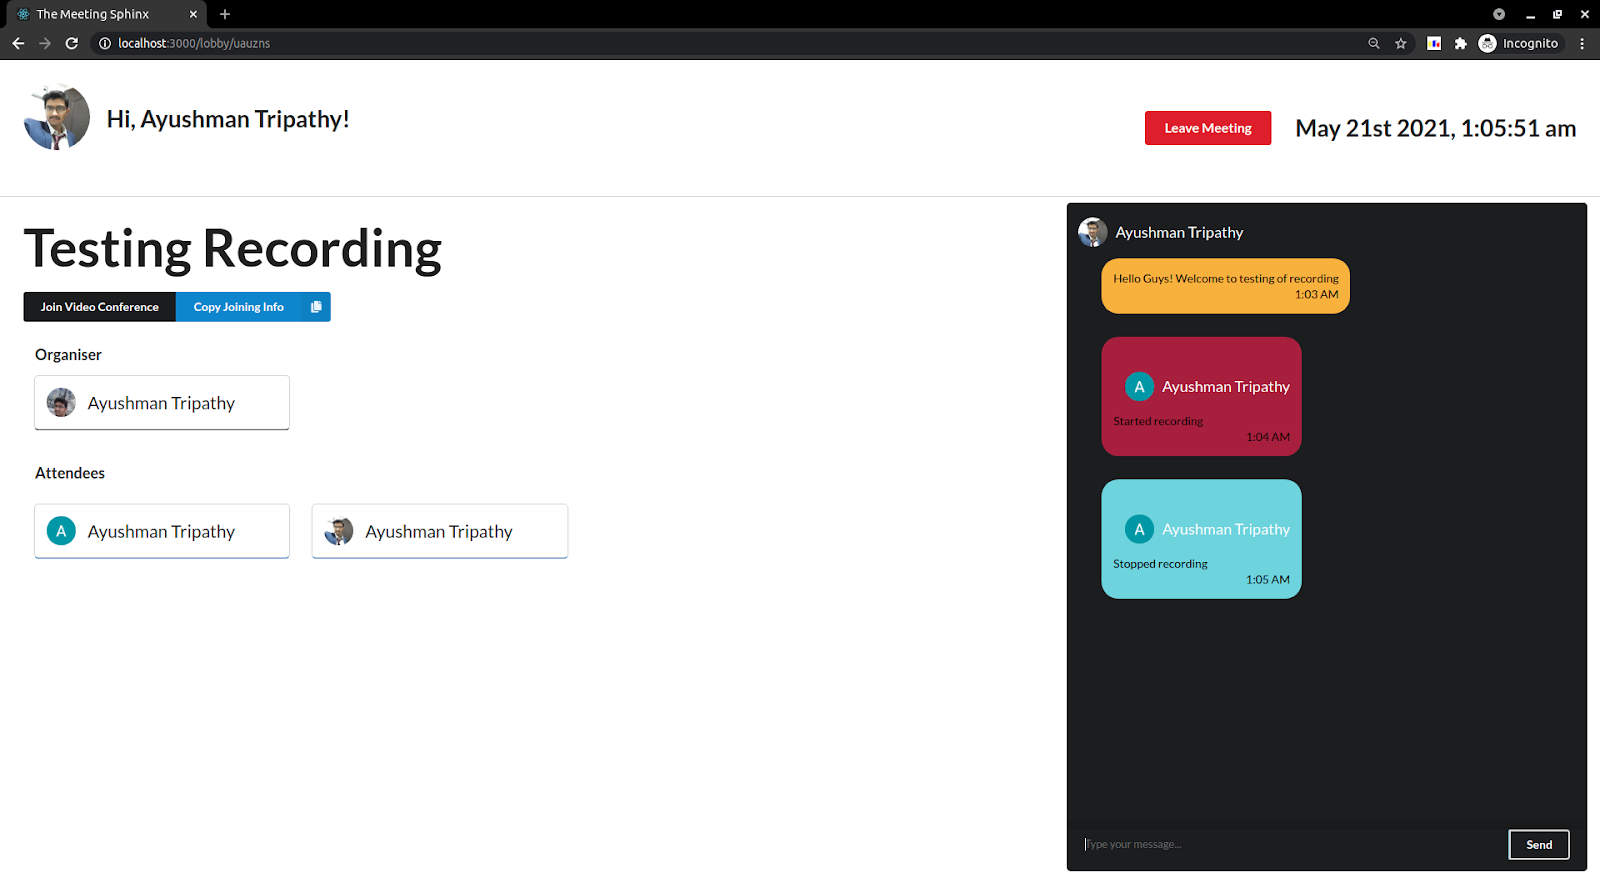 The Meeting Sphinx
localhost:3000/lobby/uauzns
Incognito
Hi, Ayushman Tripathy!
Leave Meeting
May 21st 2021, 1:05:51 am
Testing Recording
Join Video Conference
Copy Joining Info
Organiser
Ayushman Tripathy
Attendees
A Ayushman Tripathy
Ayushman Tripathy
Ayushman Tripathy
Hello Guys! Welcome to testing of recording
1:03 AM
A Ayushman Tripathy
Started recording
1:04 AM
A Ayushman Tripathy
Stopped recording
1:05 AM
Type your message...
Send